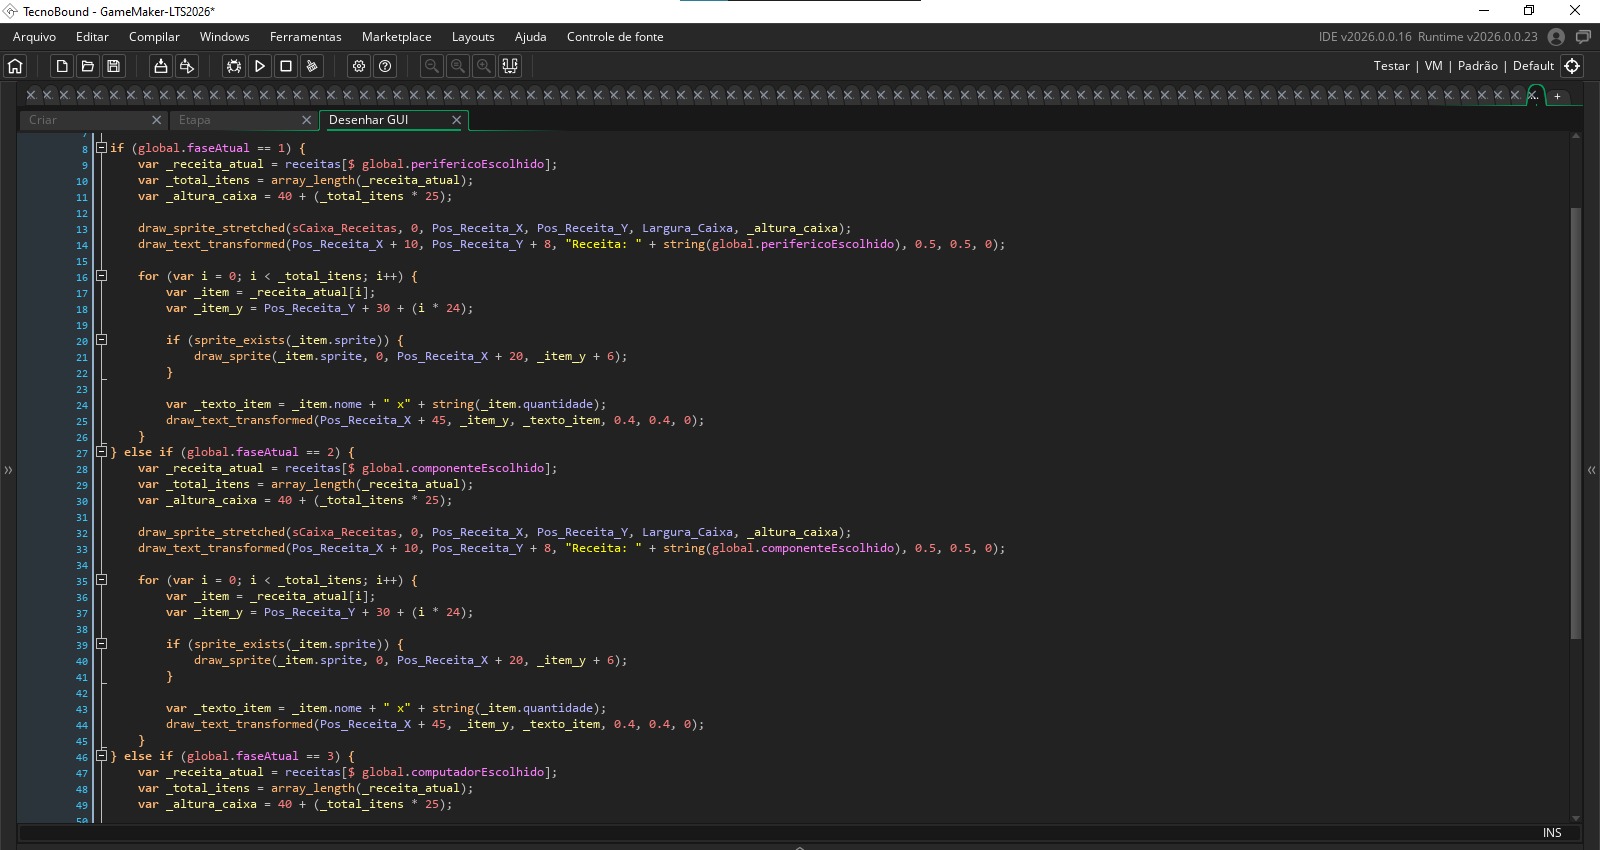 TecnoBound - GameMaker-LTS2026*
Arquivo Editar Compilar Windows Ferramentas Marketplace Layouts Ajuda Controle de fonte IDE v2026.0.0.16 Runtime v2026.0.0.23
Testar | VM | Padrão | Default
Criar Etapa Desenhar GUI
7
8 if (global.faseAtual == 1) {
9 var _receita_atual = receitas[$ global.perifericoEscolhido];
10 var _total_itens = array_length(_receita_atual);
11 var _altura_caixa = 40 + (_total_itens * 25);
12
13 draw_sprite_stretched(sCaixa_Receitas, 0, Pos_Receita_X, Pos_Receita_Y, Largura_Caixa, _altura_caixa);
14 draw_text_transformed(Pos_Receita_X + 10, Pos_Receita_Y + 8, "Receita: " + string(global.perifericoEscolhido), 0.5, 0.5, 0);
15
16 for (var i = 0; i < _total_itens; i++) {
17 var _item = _receita_atual[i];
18 var _item_y = Pos_Receita_Y + 30 + (i * 24);
19
20 if (sprite_exists(_item.sprite)) {
21 draw_sprite(_item.sprite, 0, Pos_Receita_X + 20, _item_y + 6);
22 }
23
24 var _texto_item = _item.nome + " x" + string(_item.quantidade);
25 draw_text_transformed(Pos_Receita_X + 45, _item_y, _texto_item, 0.4, 0.4, 0);
26 }
27 } else if (global.faseAtual == 2) {
28 var _receita_atual = receitas[$ global.componenteEscolhido];
29 var _total_itens = array_length(_receita_atual);
30 var _altura_caixa = 40 + (_total_itens * 25);
31
32 draw_sprite_stretched(sCaixa_Receitas, 0, Pos_Receita_X, Pos_Receita_Y, Largura_Caixa, _altura_caixa);
33 draw_text_transformed(Pos_Receita_X + 10, Pos_Receita_Y + 8, "Receita: " + string(global.componenteEscolhido), 0.5, 0.5, 0);
34
35 for (var i = 0; i < _total_itens; i++) {
36 var _item = _receita_atual[i];
37 var _item_y = Pos_Receita_Y + 30 + (i * 24);
38
39 if (sprite_exists(_item.sprite)) {
40 draw_sprite(_item.sprite, 0, Pos_Receita_X + 20, _item_y + 6);
41 }
42
43 var _texto_item = _item.nome + " x" + string(_item.quantidade);
44 draw_text_transformed(Pos_Receita_X + 45, _item_y, _texto_item, 0.4, 0.4, 0);
45 }
46 } else if (global.faseAtual == 3) {
47 var _receita_atual = receitas[$ global.computadorEscolhido];
48 var _total_itens = array_length(_receita_atual);
49 var _altura_caixa = 40 + (_total_itens * 25);
50
INS